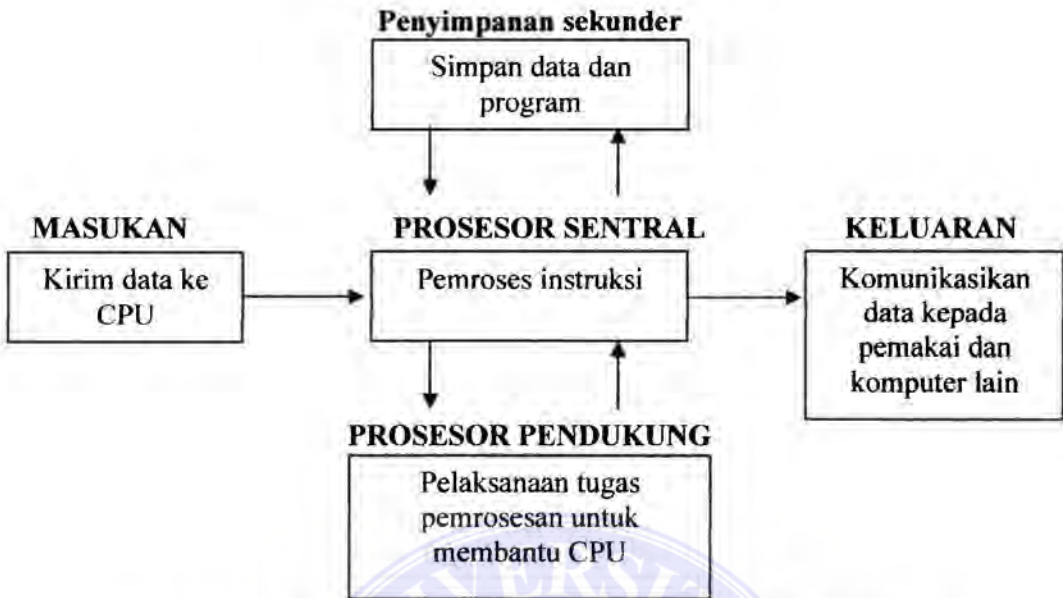 Penyimpanan sekunder
Simpan data dan
program
MASUKAN
Kirim data ke
CPU
PROSESOR SENTRAL
Pemroses instruksi
KELUARAN
Komunikasikan
data kepada
pemakai dan
komputer lain
PROSESOR PENDUKUNG
Pelaksanaan tugas
pemrosesan untuk
membantu CPU